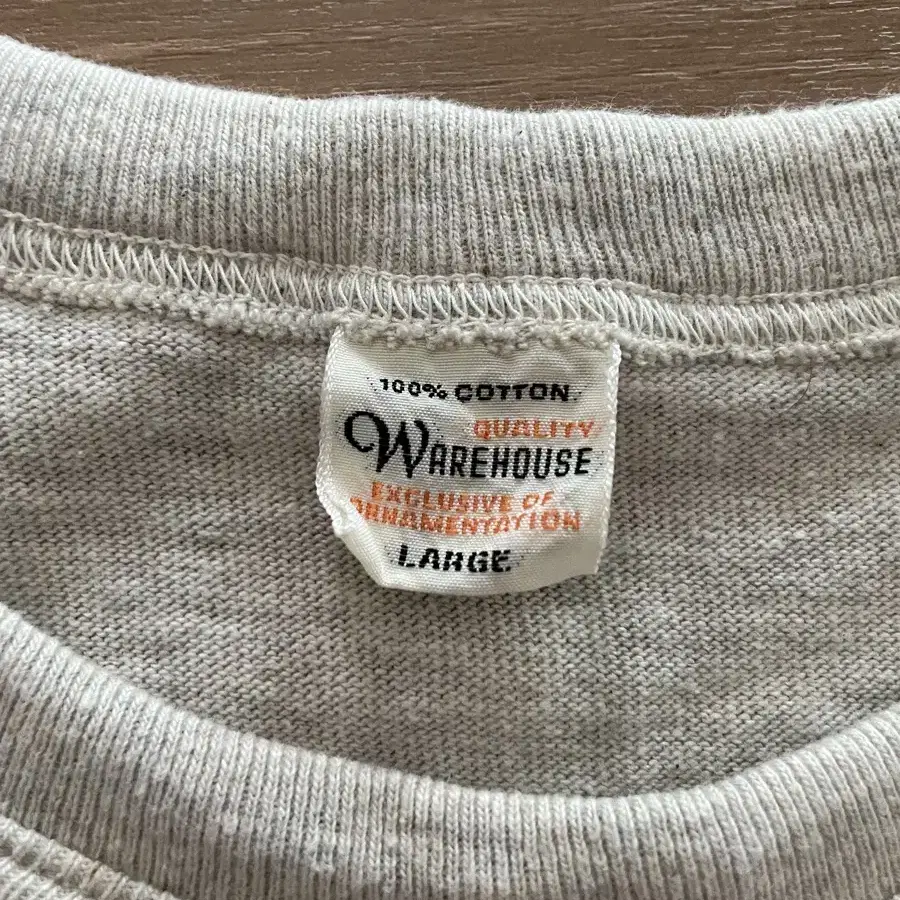 100% COTTON
QUALITY
WAREHOUSE
EXCLUSIVE OF
ORNAMENTATION
LARGE